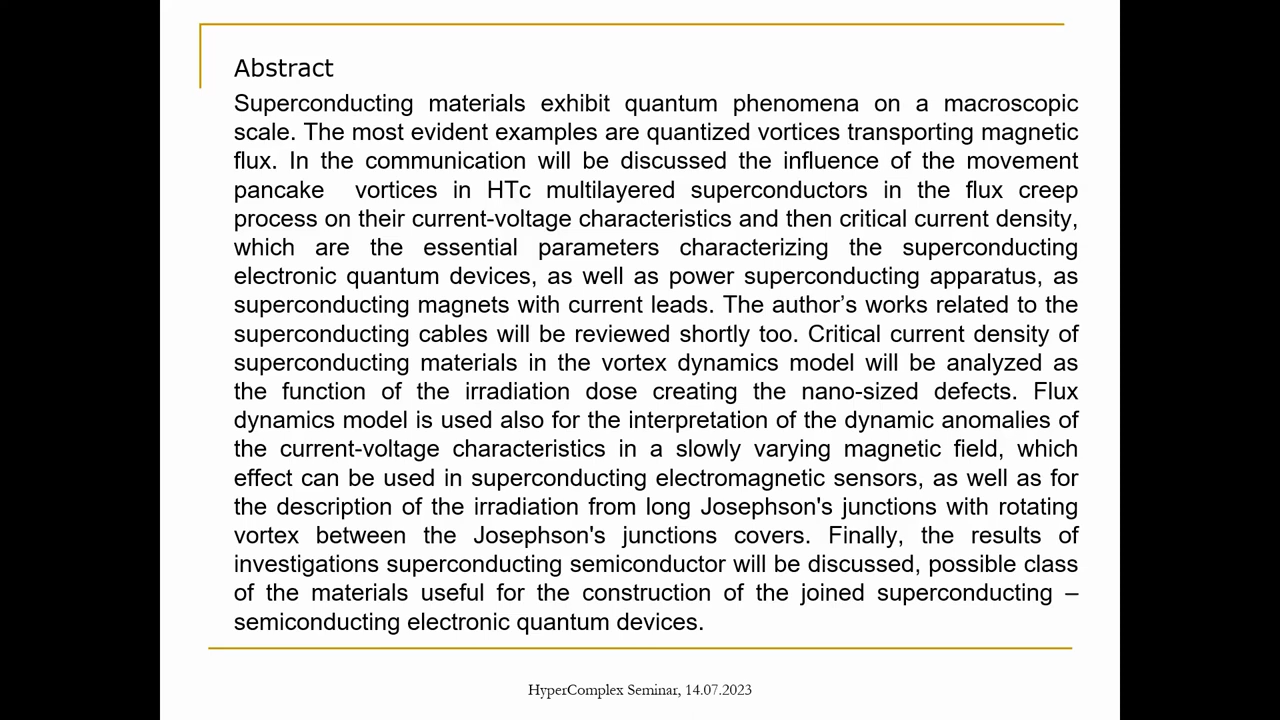 Abstract
Superconducting materials exhibit quantum phenomena on a macroscopic
scale. The most evident examples are quantized vortices transporting magnetic
flux. In the communication will be discussed the influence of the movement
pancake vortices in HTc multilayered superconductors in the flux creep
process on their current-voltage characteristics and then critical current density,
which are the essential parameters characterizing the superconducting
electronic quantum devices, as well as power superconducting apparatus, as
superconducting magnets with current leads. The author’s works related to the
superconducting cables will be reviewed shortly too. Critical current density of
superconducting materials in the vortex dynamics model will be analyzed as
the function of the irradiation dose creating the nano-sized defects. Flux
dynamics model is used also for the interpretation of the dynamic anomalies of
the current-voltage characteristics in a slowly varying magnetic field, which
effect can be used in superconducting electromagnetic sensors, as well as for
the description of the irradiation from long Josephson's junctions with rotating
vortex between the Josephson's junctions covers. Finally, the results of
investigations superconducting semiconductor will be discussed, possible class
of the materials useful for the construction of the joined superconducting –
semiconducting electronic quantum devices.
HyperComplex Seminar, 14.07.2023